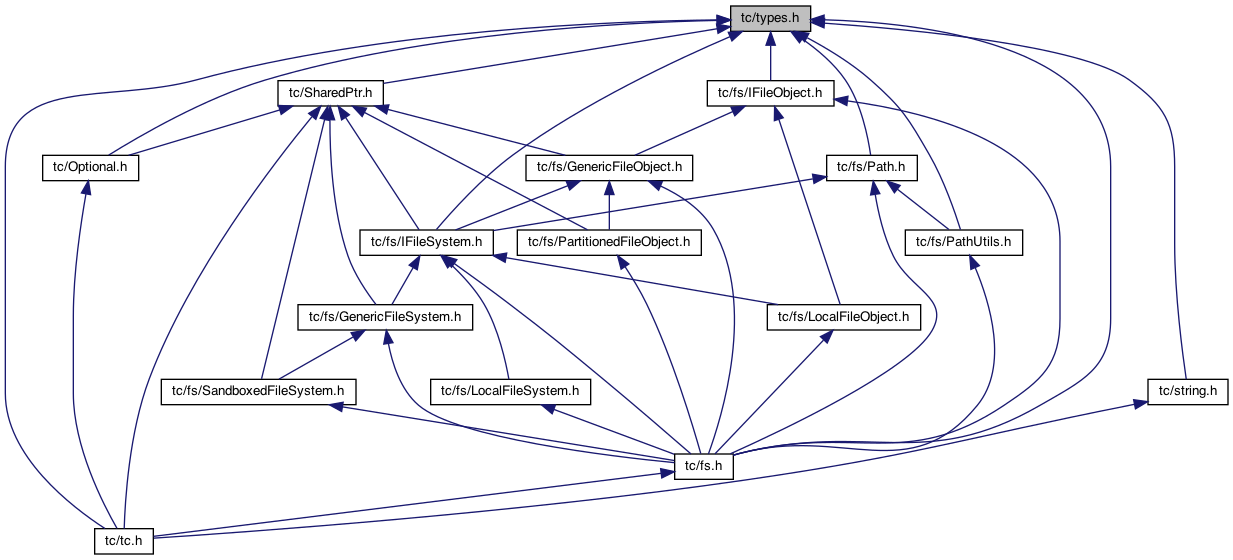 tc/types.h
tc/SharedPtr.h
tc/fs/IFileObject.h
tc/Optional.h
tc/fs/GenericFileObject.h
tc/fs/Path.h
tc/fs/IFileSystem.h
tc/fs/PartitionedFileObject.h
tc/fs/PathUtils.h
tc/fs/GenericFileSystem.h
tc/fs/LocalFileObject.h
tc/fs/SandboxedFileSystem.h
tc/fs/LocalFileSystem.h
tc/string.h
tc/fs.h
tc/tc.h